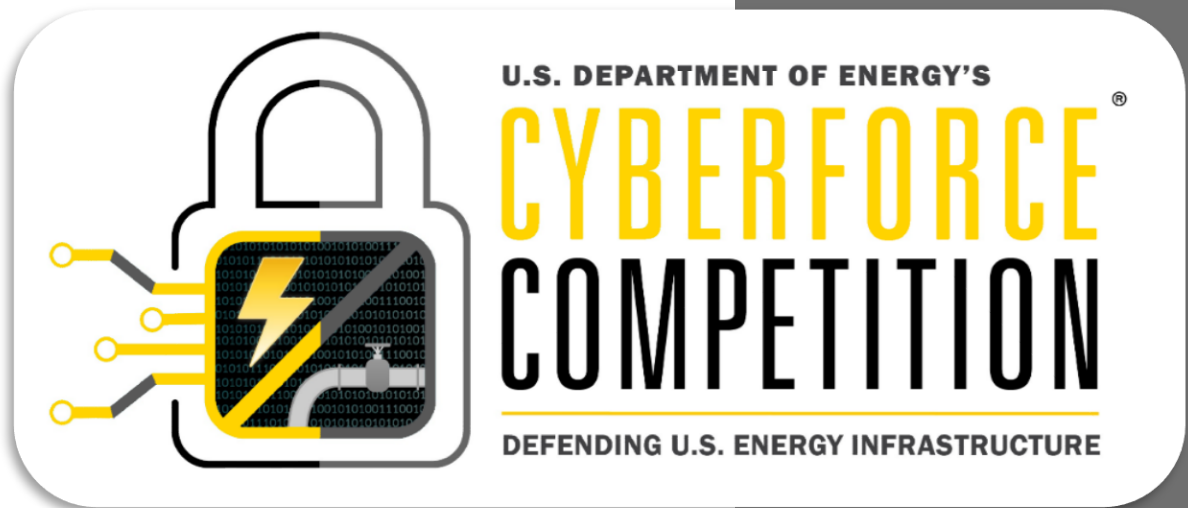 U.S. DEPARTMENT OF ENERGY'S
CYBERFORCE®
COMPETITION
DEFENDING U.S. ENERGY INFRASTRUCTURE